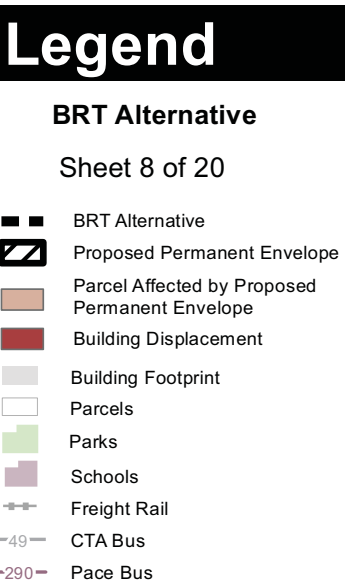 Legend
BRT Alternative
Sheet 8 of 20
BRT Alternative
Proposed Permanent Envelope
Parcel Affected by Proposed
Permanent Envelope
Building Displacement
Building Footprint
Parcels
Parks
Schools
Freight Rail
49 CTA Bus
290 Pace Bus